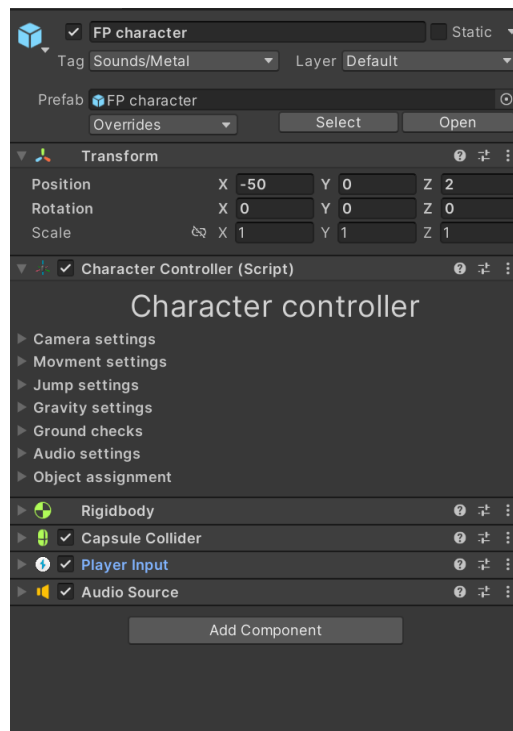 FP character Static
Tag Sounds/Metal Layer Default
Prefab FP character
Overrides Select Open
Transform
Position X -50 Y 0 Z 2
Rotation X 0 Y 0 Z 0
Scale X 1 Y 1 Z 1
Character Controller (Script)
Character controller
Camera settings
Movment settings
Jump settings
Gravity settings
Ground checks
Audio settings
Object assignment
Rigidbody
Capsule Collider
Player Input
Audio Source
Add Component